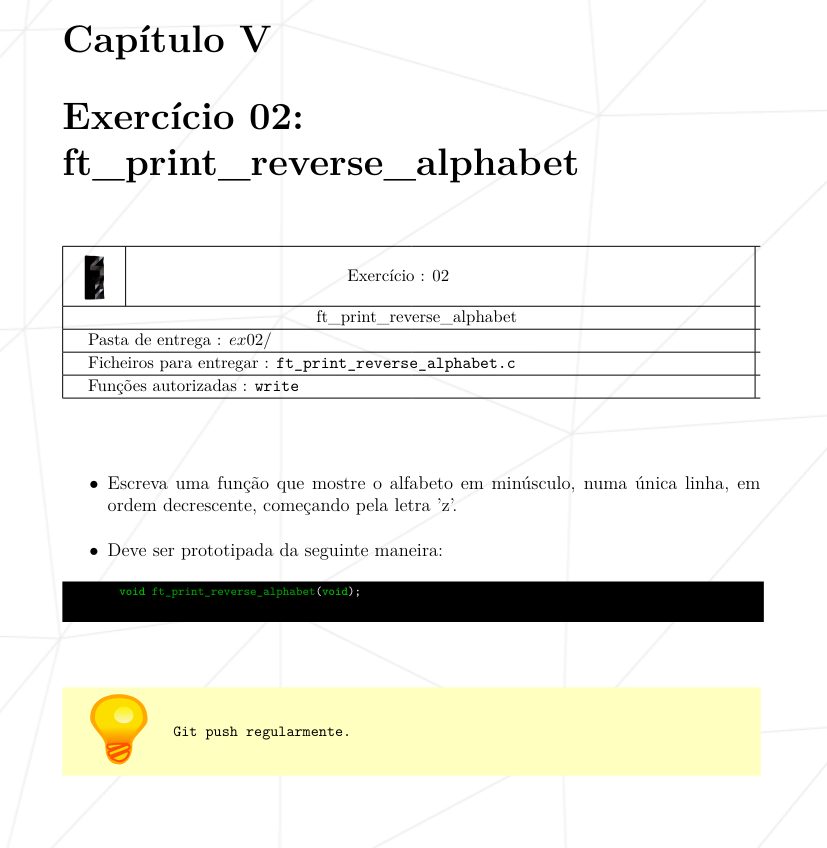 Capítulo V
Exercício 02:
ft_print_reverse_alphabet
Exercício : 02
ft_print_reverse_alphabet
Pasta de entrega : ex02/
Ficheiros para entregar : ft_print_reverse_alphabet.c
Funções autorizadas : write
• Escreva uma função que mostre o alfabeto em minúsculo, numa única linha, em
ordem decrescente, começando pela letra 'z'.
• Deve ser prototipada da seguinte maneira:
void ft_print_reverse_alphabet(void);
Git push regularmente.